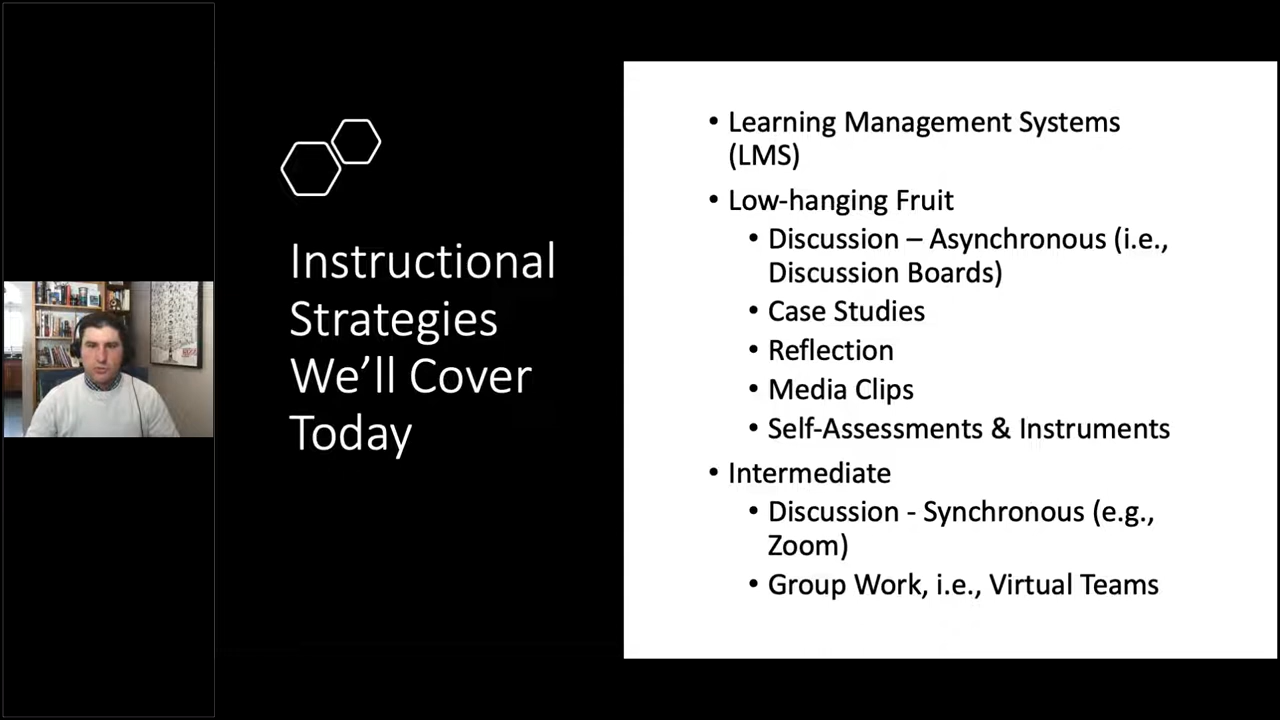 Instructional
Strategies
We’ll Cover
Today
• Learning Management Systems
(LMS)
• Low-hanging Fruit
• Discussion – Asynchronous (i.e.,
Discussion Boards)
• Case Studies
• Reflection
• Media Clips
• Self-Assessments & Instruments
• Intermediate
• Discussion - Synchronous (e.g.,
Zoom)
• Group Work, i.e., Virtual Teams